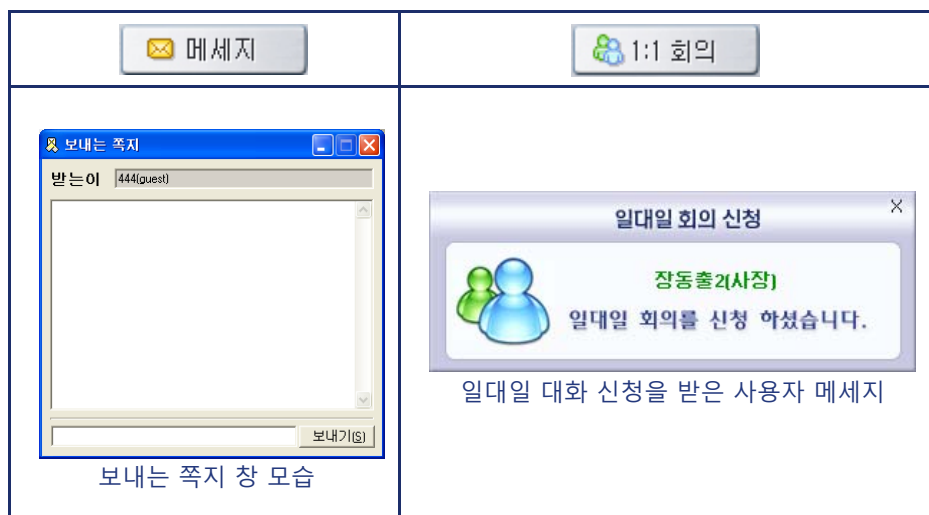 메세지
1:1 회의
보내는 쪽지
받는이 444(guest)
보내기(S)
보내는 쪽지 창 모습
일대일 회의 신청
장동출2(사장)
일대일 회의를 신청 하셨습니다.
일대일 대화 신청을 받은 사용자 메세지